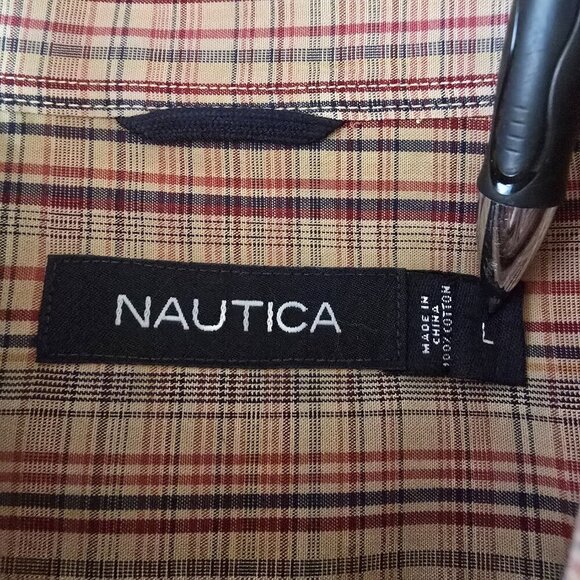 NAUTICA
MADE IN
CHINA
100% COTTON
L